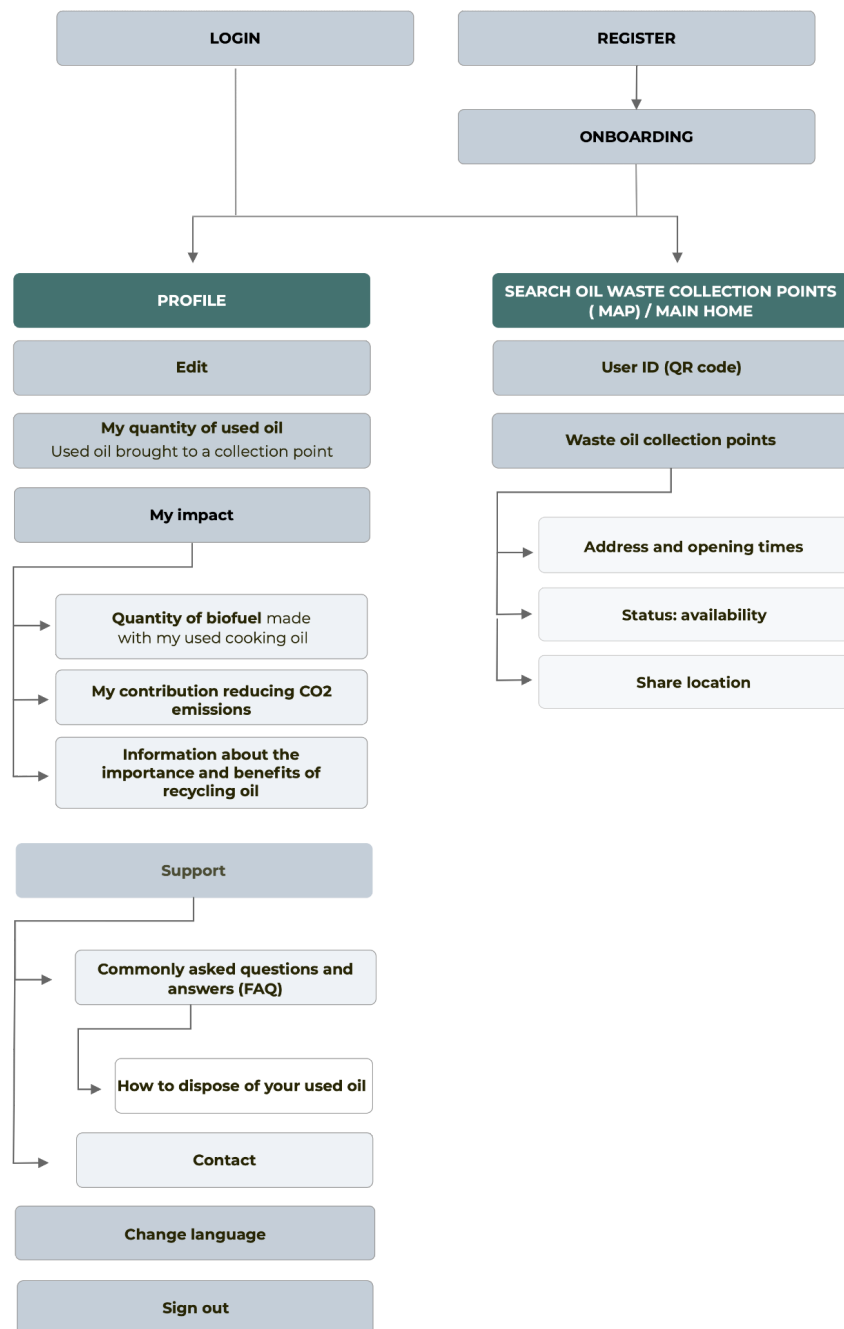 LOGIN
REGISTER
ONBOARDING
PROFILE
Edit
My quantity of used oil
Used oil brought to a collection point
My impact
Quantity of biofuel made
with my used cooking oil
My contribution reducing CO2
emissions
Information about the
importance and benefits of
recycling oil
Support
Commonly asked questions and
answers (FAQ)
How to dispose of your used oil
Contact
Change language
Sign out
SEARCH OIL WASTE COLLECTION POINTS
( MAP) / MAIN HOME
User ID (QR code)
Waste oil collection points
Address and opening times
Status: availability
Share location